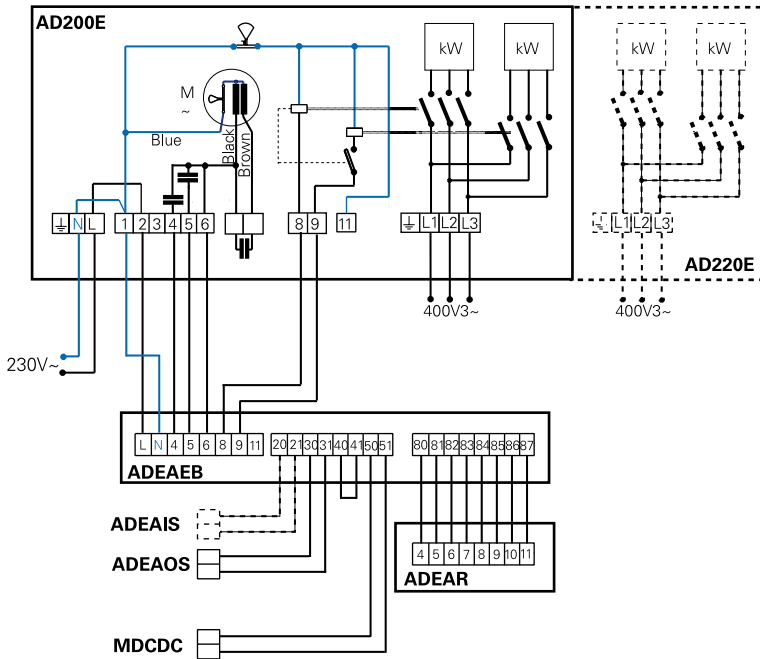 AD200E
kW kW
kW kW
M
~
Blue
Black
Brown
N L 1 2 3 4 5 6 8 9 11 L1 L2 L3
L1 L2 L3
AD220E
400V3~ 400V3~
230V~
L N 4 5 6 8 9 11 20 21 30 31 40 41 50 51 80 81 82 83 84 85 86 87
ADEAEB
ADEAIS
ADEAOS
4 5 6 7 8 9 10 11
ADEAR
MDCDC